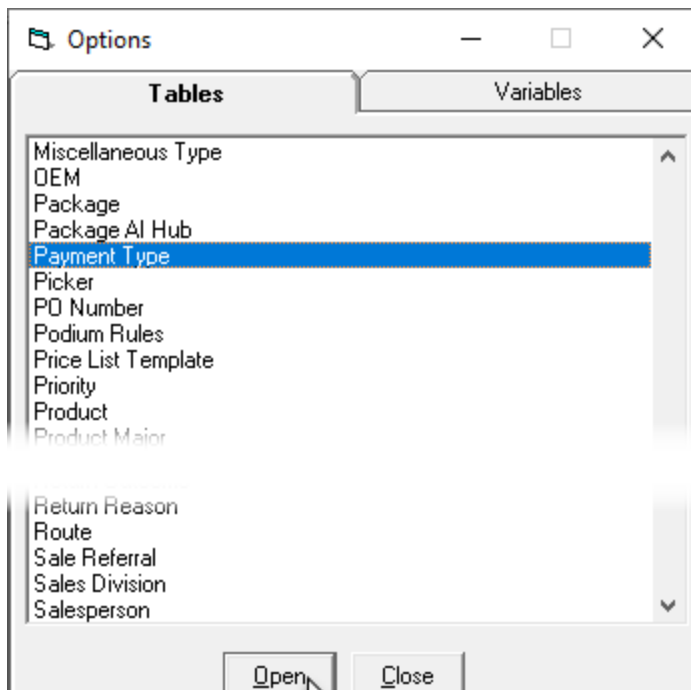 Options
Tables
Variables
Miscellaneous Type
OEM
Package
Package AI Hub
Payment Type
Picker
PO Number
Podium Rules
Price List Template
Priority
Product
Product Major
Return Reason
Route
Sale Referral
Sales Division
Salesperson
Open
Close